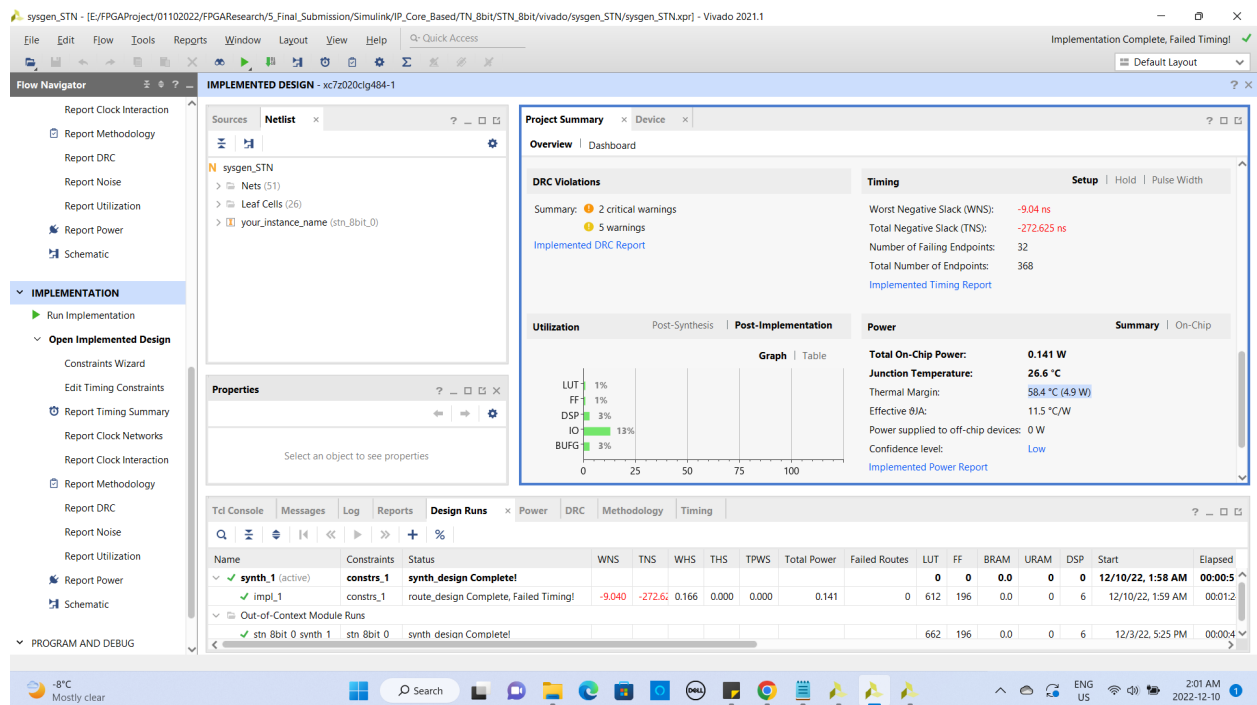 sysgen_STN - [E:/FPGAProject/01102022/FPGAResearch/5_Final_Submission/Simulink/IP_Core_Based/TN_8bit/STN_8bit/vivado/sysgen_STN/sysgen_STN.xpr] - Vivado 2021.1
File Edit Flow Tools Reports Window Layout View Help Q- Quick Access
Implementation Complete, Failed Timing!
Default Layout
Flow Navigator
Report Clock Interaction
Report Methodology
Report DRC
Report Noise
Report Utilization
Report Power
Schematic
IMPLEMENTATION
Run Implementation
Open Implemented Design
Constraints Wizard
Edit Timing Constraints
Report Timing Summary
Report Clock Networks
Report Clock Interaction
Report Methodology
Report DRC
Report Noise
Report Utilization
Report Power
Schematic
PROGRAM AND DEBUG
IMPLEMENTED DESIGN - xc7z020clg484-1
Sources Netlist
N sysgen_STN
Nets (51)
Leaf Cells (26)
your_instance_name (stn_8bit_0)
Properties
Select an object to see properties
Project Summary Device
Overview Dashboard
DRC Violations
Summary: 2 critical warnings
5 warnings
Implemented DRC Report
Timing Setup Hold Pulse Width
Worst Negative Slack (WNS): -9.04 ns
Total Negative Slack (TNS): -272.625 ns
Number of Failing Endpoints: 32
Total Number of Endpoints: 368
Implemented Timing Report
Utilization Post-Synthesis Post-Implementation
Graph Table
LUT 1%
FF 1%
DSP 3%
IO 13%
BUFG 3%
0 25 50 75 100
Power Summary On-Chip
Total On-Chip Power: 0.141 W
Junction Temperature: 26.6 °C
Thermal Margin: 58.4 °C (4.9 W)
Effective θJA: 11.5 °C/W
Power supplied to off-chip devices: 0 W
Confidence level: Low
Implemented Power Report
Tcl Console Messages Log Reports Design Runs Power DRC Methodology Timing
Name Constraints Status WNS TNS WHS THS TPWS Total Power Failed Routes LUT FF BRAM URAM DSP Start Elapsed
synth_1 (active) constrs_1 synth_design Complete! 0 0 0.0 0 0 12/10/22, 1:58 AM 00:00:5
impl_1 constrs_1 route_design Complete, Failed Timing! -9.040 -272.62 0.166 0.000 0.000 0.141 0 612 196 0.0 0 6 12/10/22, 1:59 AM 00:01:2
Out-of-Context Module Runs
stn_8bit_0_synth_1 stn_8bit_0 synth_design Complete! 662 196 0.0 0 6 12/3/22, 5:25 PM 00:00:4
-8°C
Mostly clear
Search
DELL
ENG
US
2:01 AM
2022-12-10
1